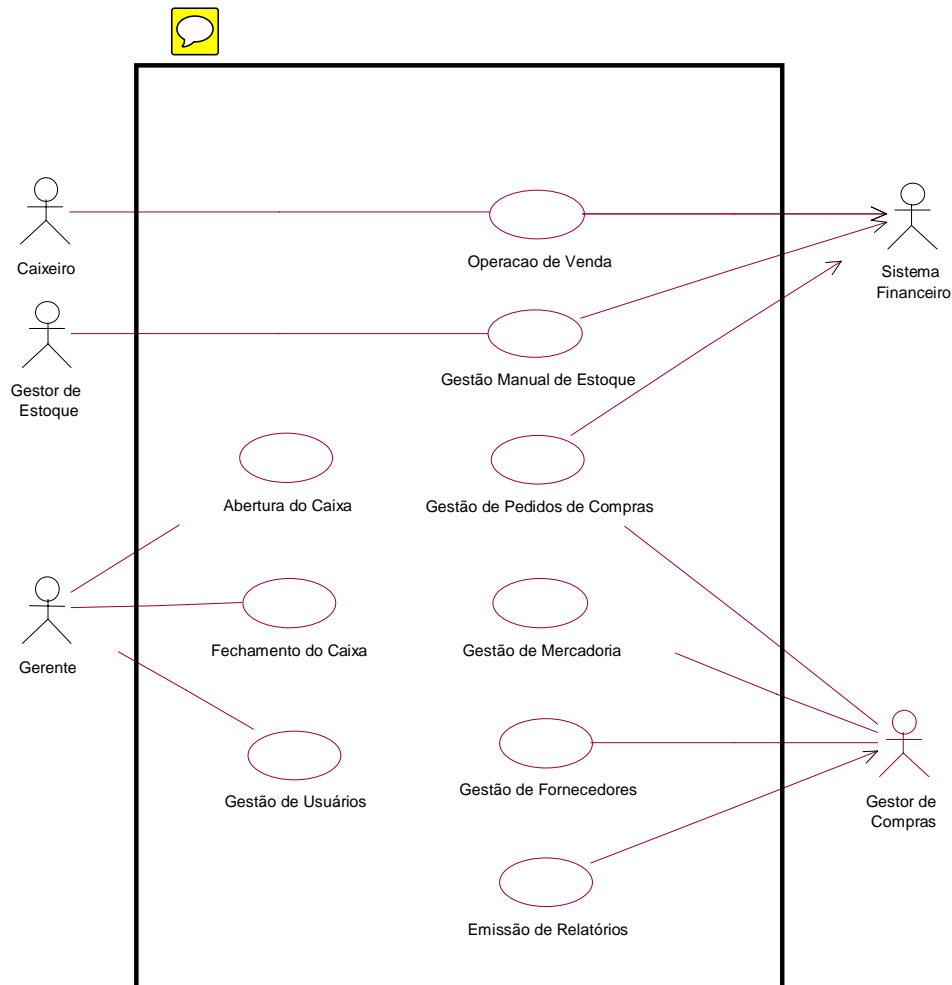 Caixeiro
Operacao de Venda
Sistema
Financeiro
Gestor de
Estoque
Gestão Manual de Estoque
Abertura do Caixa
Gestão de Pedidos de Compras
Gerente
Fechamento do Caixa
Gestão de Mercadoria
Gestão de Usuários
Gestão de Fornecedores
Gestor de
Compras
Emissão de Relatórios